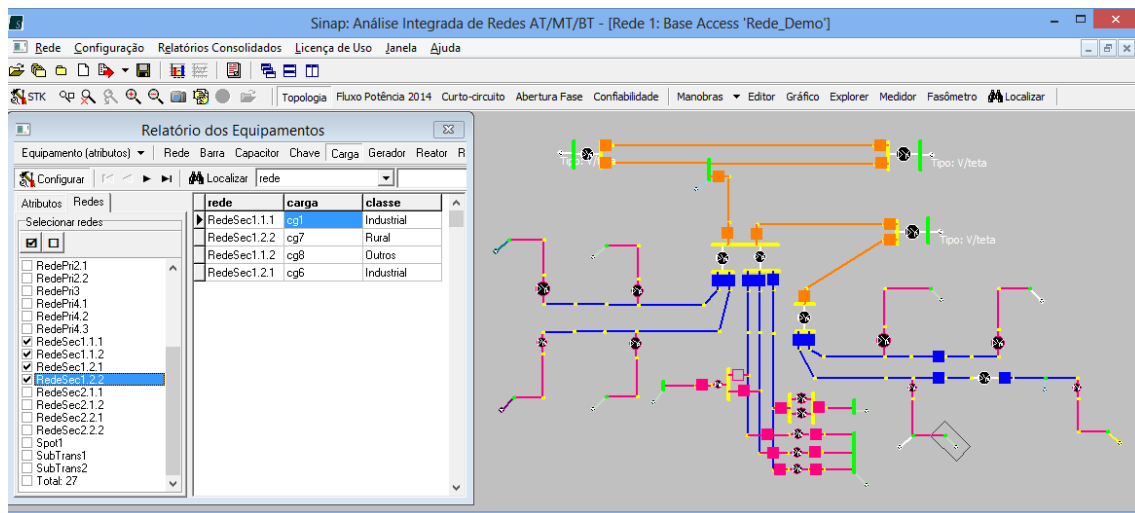 Sinap: Análise Integrada de Redes AT/MT/BT - [Rede 1: Base Access 'Rede_Demo']
Rede Configuração Relatórios Consolidados Licença de Uso Janela Ajuda
STK Topologia Fluxo Potência 2014 Curto-circuito Abertura Fase Confiabilidade Manobras Editor Gráfico Explorer Medidor Fasômetro Localizar
Relatório dos Equipamentos
Equipamento (atributos) Rede Barra Capacitor Chave Carga Gerador Reator R
Configurar Localizar rede
Atributos Redes
Selecionar redes
RedePri2.1
RedePri2.2
RedePri3
RedePri4.1
RedePri4.2
RedePri4.3
RedeSec1.1.1
RedeSec1.1.2
RedeSec1.2.1
RedeSec1.2.2
RedeSec2.1.1
RedeSec2.1.2
RedeSec2.2.1
RedeSec2.2.2
Spot1
SubTrans1
SubTrans2
Total: 27
rede carga classe
RedeSec1.1.1 cg1 Industrial
RedeSec1.2.2 cg7 Rural
RedeSec1.1.2 cg8 Outros
RedeSec1.2.1 cg6 Industrial
Tipo: V/
Tipo: V/teta
Tipo: V/teta